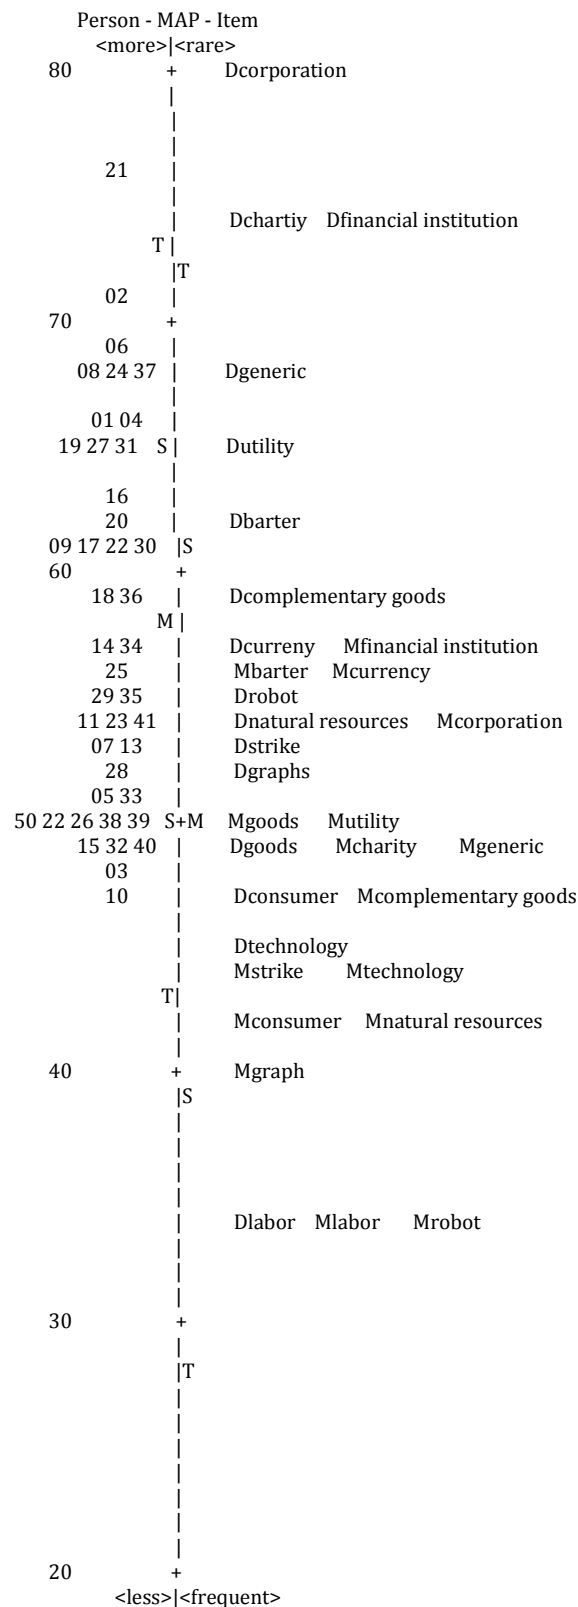 Person - MAP - Item
<more>|<rare>
80 + Dcorporation
|
|
|
21 |
|
| Dchartiy Dfinancial institution
T |
|T
02 |
70 +
06 |
08 24 37 | Dgeneric
|
01 04 |
19 27 31 S | Dutility
|
16 |
20 | Dbarter
09 17 22 30 |S
60 +
18 36 | Dcomplementary goods
M |
14 34 | Dcurreny Mfinancial institution
25 | Mbarter Mcurrency
29 35 | Drobot
11 23 41 | Dnatural resources Mcorporation
07 13 | Dstrike
28 | Dgraphs
05 33 |
50 22 26 38 39 S+M Mgoods Mutility
15 32 40 | Dgoods Mcharity Mgeneric
03 |
10 | Dconsumer Mcomplementary goods
|
| Dtechnology
| Mstrike Mtechnology
T|
| Mconsumer Mnatural resources
|
40 + Mgraph
|S
|
|
|
|
| Dlabor Mlabor Mrobot
|
|
|
30 +
|
|T
|
|
|
|
|
|
|
20 +
<less>|<frequent>